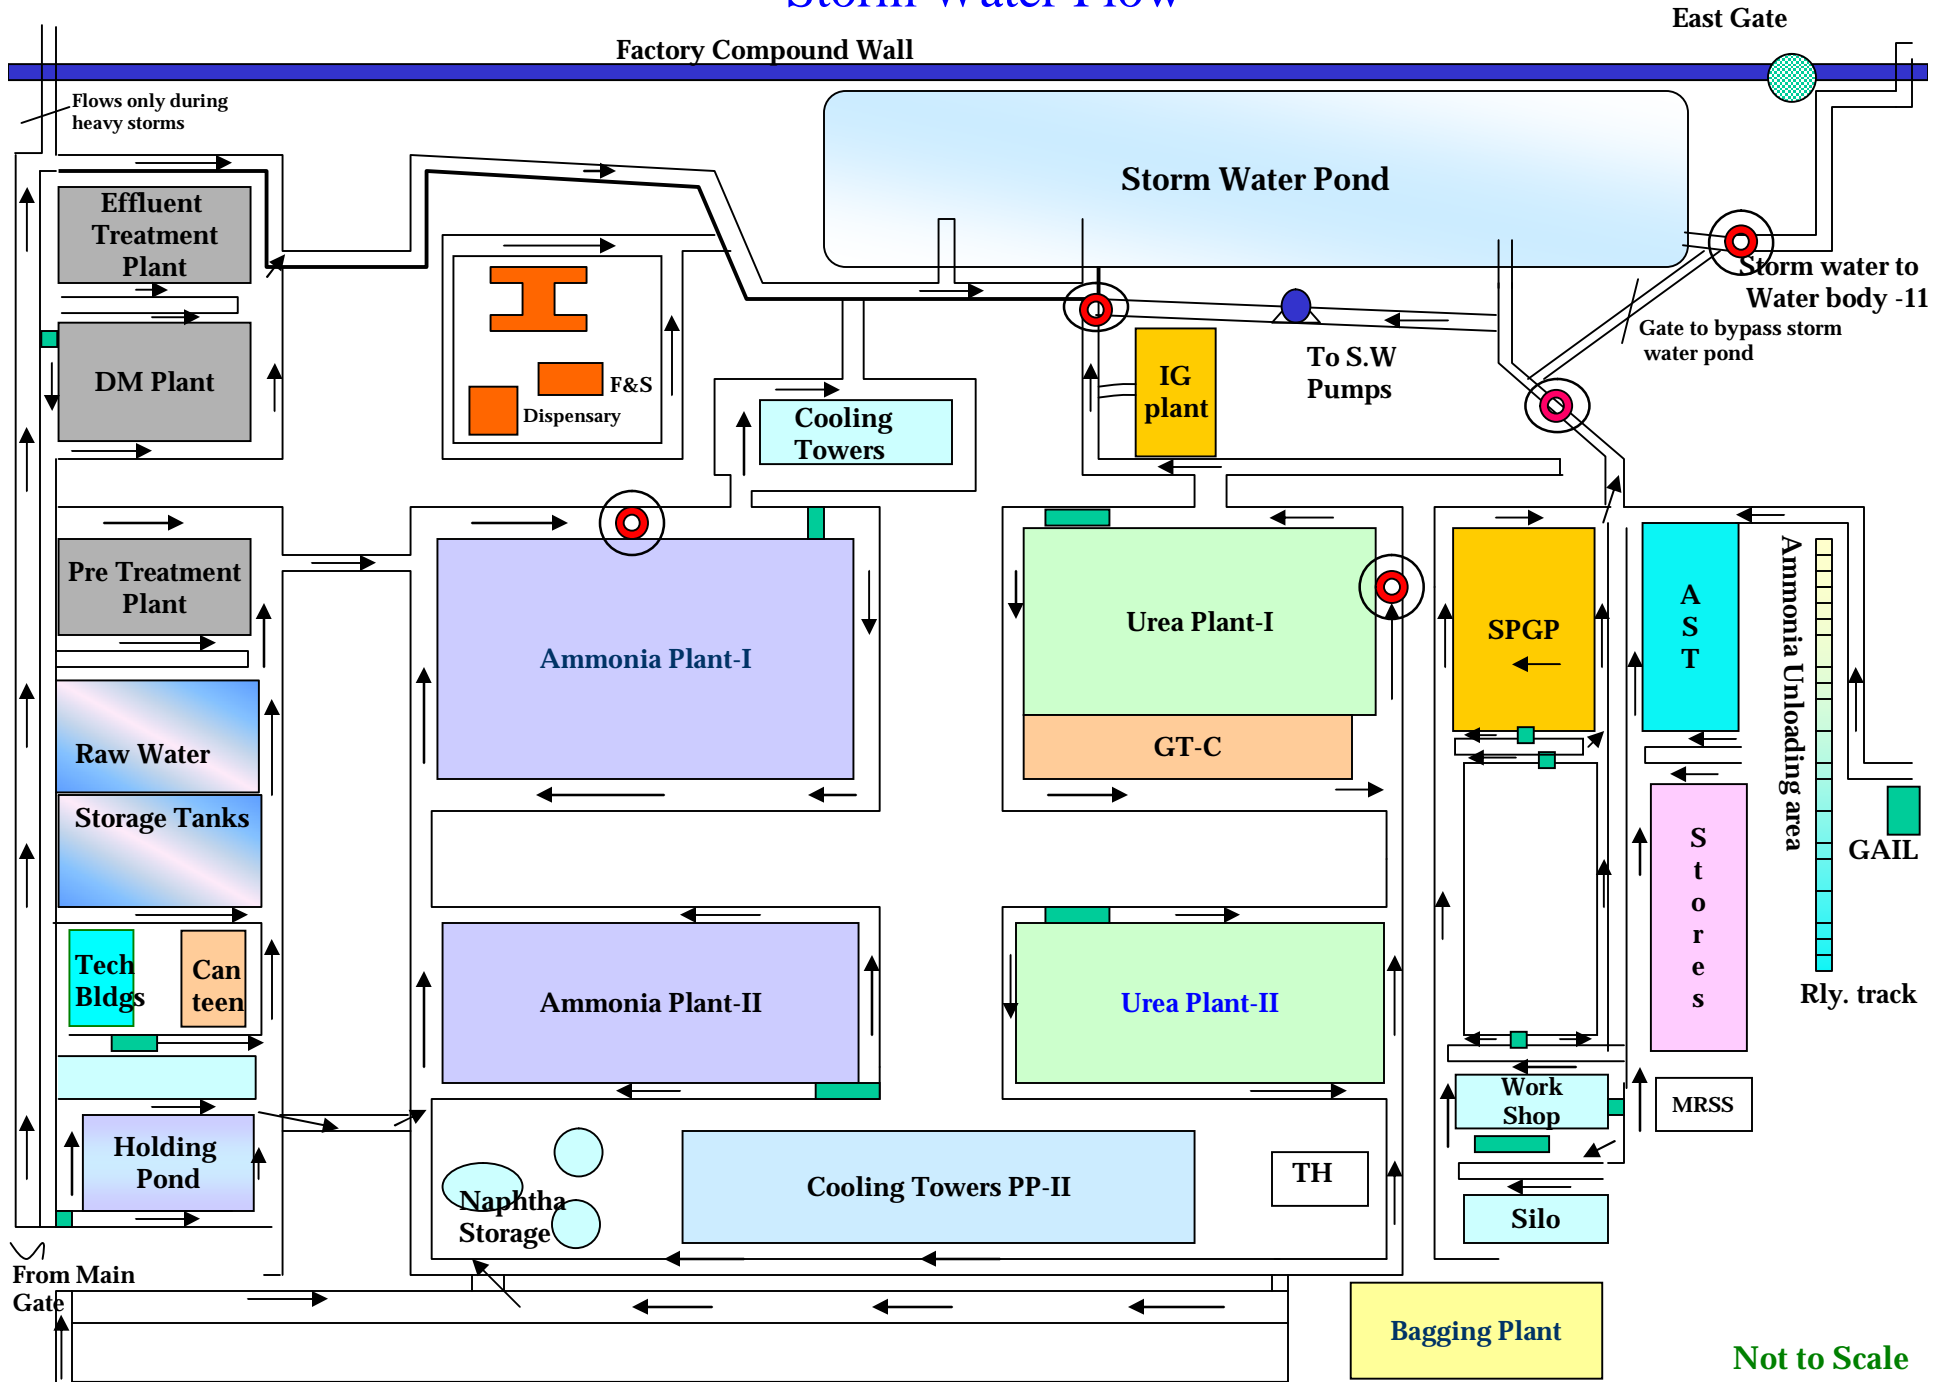 Storm Water Flow
East Gate
Factory Compound Wall
Flows only during
heavy storms
Storm Water Pond
Effluent
Treatment
Plant
Storm water to
Water body -11
Gate to bypass storm
water pond
To S.W
Pumps
IG
plant
DM Plant
F&S
Dispensary
Cooling
Towers
Pre Treatment
Plant
Ammonia Plant-I
Urea Plant-I
SPGP
A
S
T
Ammonia Unloading area
GT-C
Raw Water
Storage Tanks
GAIL
S
t
o
r
e
s
Rly. track
Tech
Bldgs
Can
teen
Ammonia Plant-II
Urea Plant-II
Work
Shop
MRSS
Holding
Pond
Naphtha
Storage
Cooling Towers PP-II
TH
Silo
From Main
Gate
Bagging Plant
Not to Scale